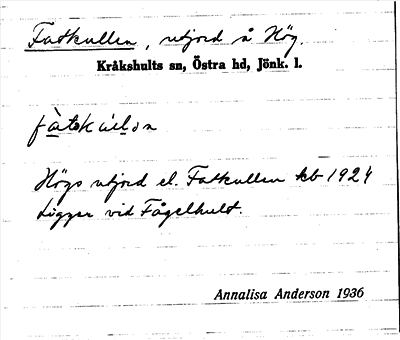 Fatkullen, utjord å Hög.
Kråkshults sn, Östra hd, Jönk. l.
Högs utjord el. Fatkullen kb 1924
Ligger vid Fågelhult.
Annalisa Anderson 1936